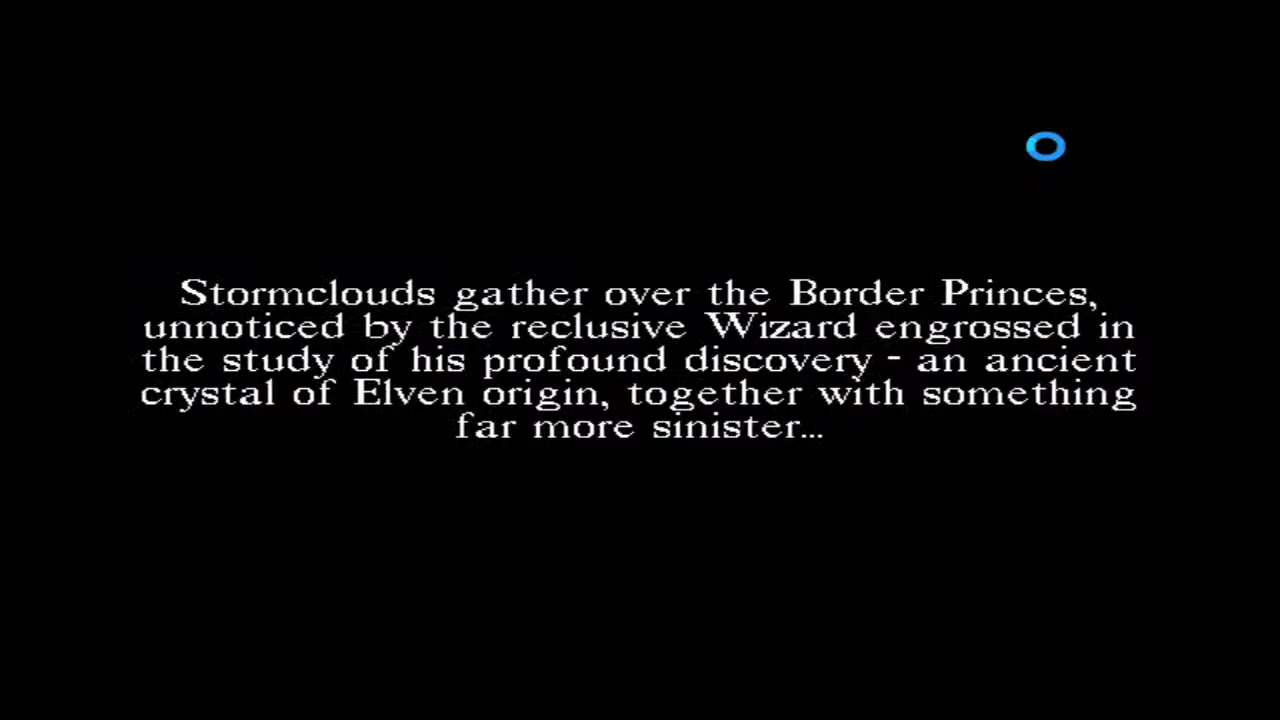 Stormclouds gather over the Border Princes,
unnoticed by the reclusive Wizard engrossed in
the study of his profound discovery - an ancient
crystal of Elven origin, together with something
far more sinister...